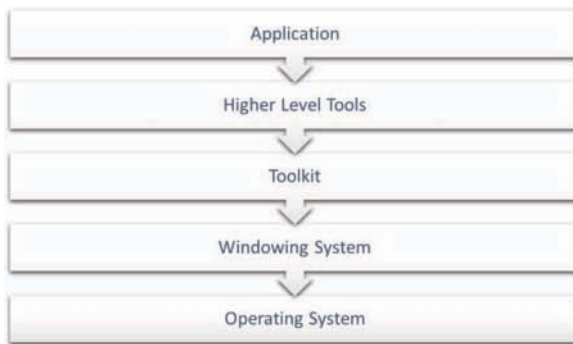 Application
Higher Level Tools
Toolkit
Windowing System
Operating System